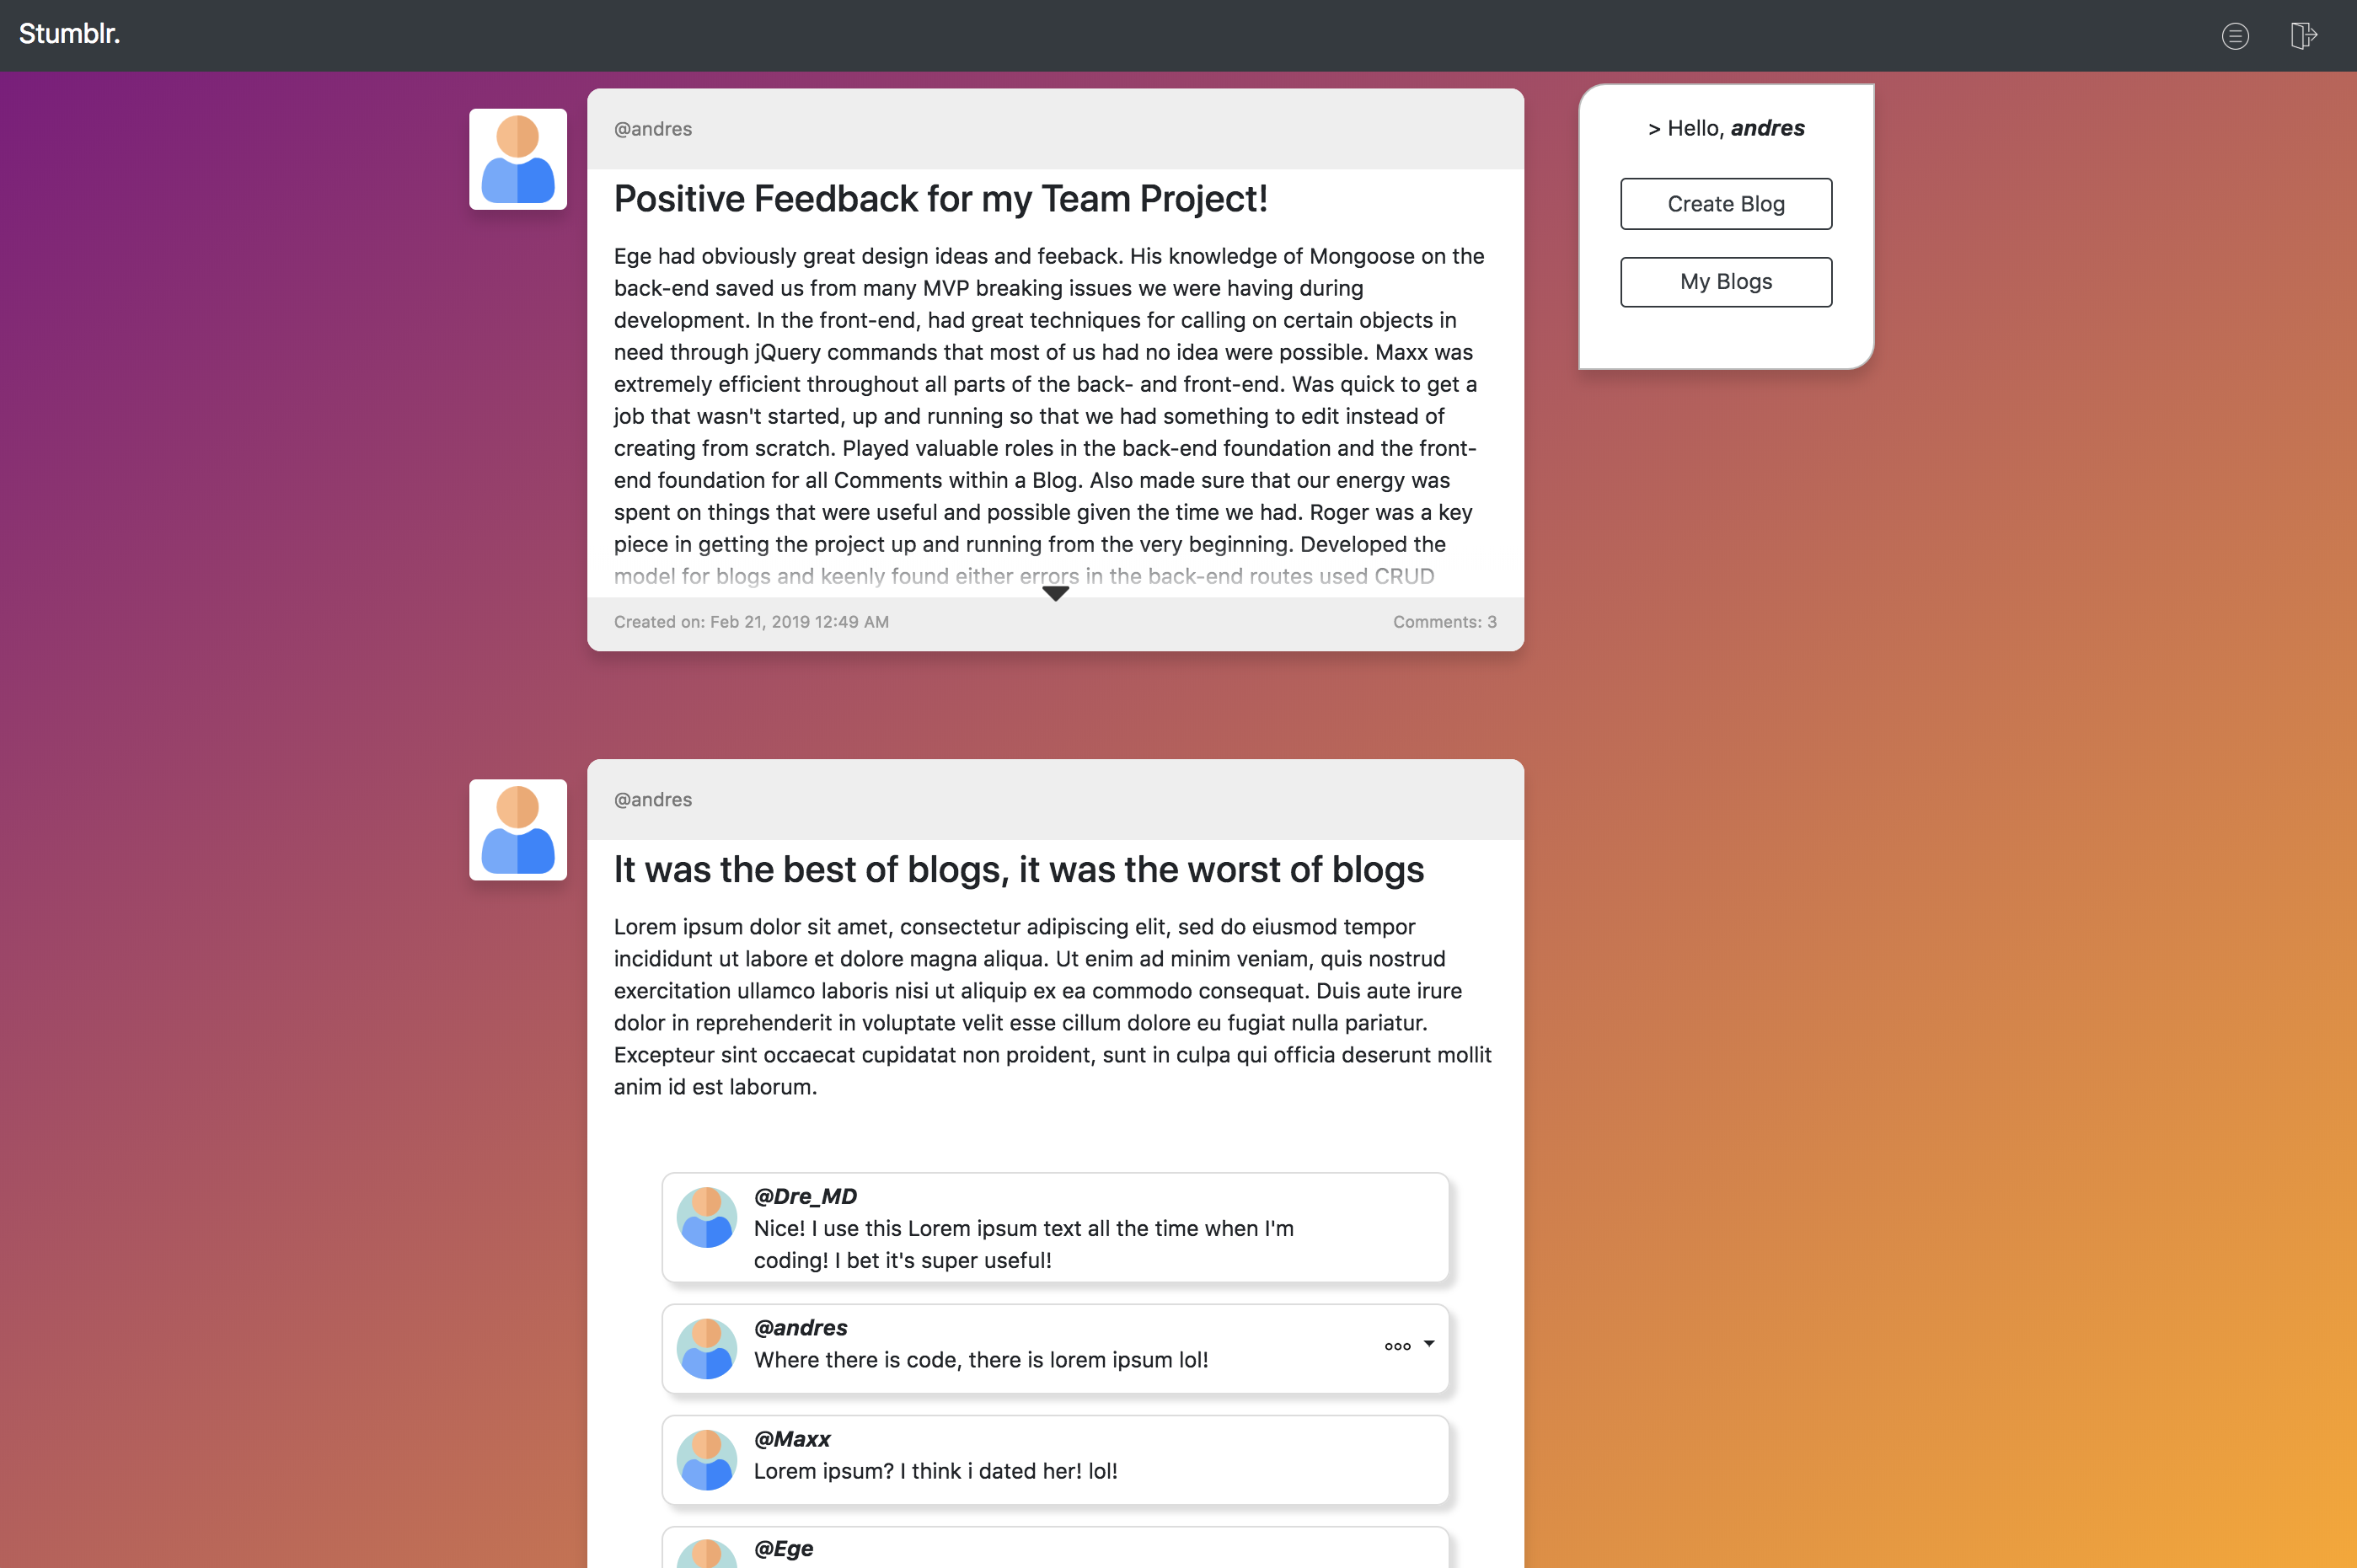 Stumblr.
@andres
Positive Feedback for my Team Project!
Ege had obviously great design ideas and feeback. His knowledge of Mongoose on the
back-end saved us from many MVP breaking issues we were having during
development. In the front-end, had great techniques for calling on certain objects in
need through jQuery commands that most of us had no idea were possible. Maxx was
extremely efficient throughout all parts of the back- and front-end. Was quick to get a
job that wasn't started, up and running so that we had something to edit instead of
creating from scratch. Played valuable roles in the back-end foundation and the front-
end foundation for all Comments within a Blog. Also made sure that our energy was
spent on things that were useful and possible given the time we had. Roger was a key
piece in getting the project up and running from the very beginning. Developed the
model for blogs and keenly found either errors in the back-end routes used CRUD
Created on: Feb 21, 2019 12:49 AM
Comments: 3
> Hello, andres
Create Blog
My Blogs
@andres
It was the best of blogs, it was the worst of blogs
Lorem ipsum dolor sit amet, consectetur adipiscing elit, sed do eiusmod tempor
incididunt ut labore et dolore magna aliqua. Ut enim ad minim veniam, quis nostrud
exercitation ullamco laboris nisi ut aliquip ex ea commodo consequat. Duis aute irure
dolor in reprehenderit in voluptate velit esse cillum dolore eu fugiat nulla pariatur.
Excepteur sint occaecat cupidatat non proident, sunt in culpa qui officia deserunt mollit
anim id est laborum.
@Dre_MD
Nice! I use this Lorem ipsum text all the time when I'm
coding! I bet it's super useful!
@andres
Where there is code, there is lorem ipsum lol!
@Maxx
Lorem ipsum? I think i dated her! lol!
@Ege